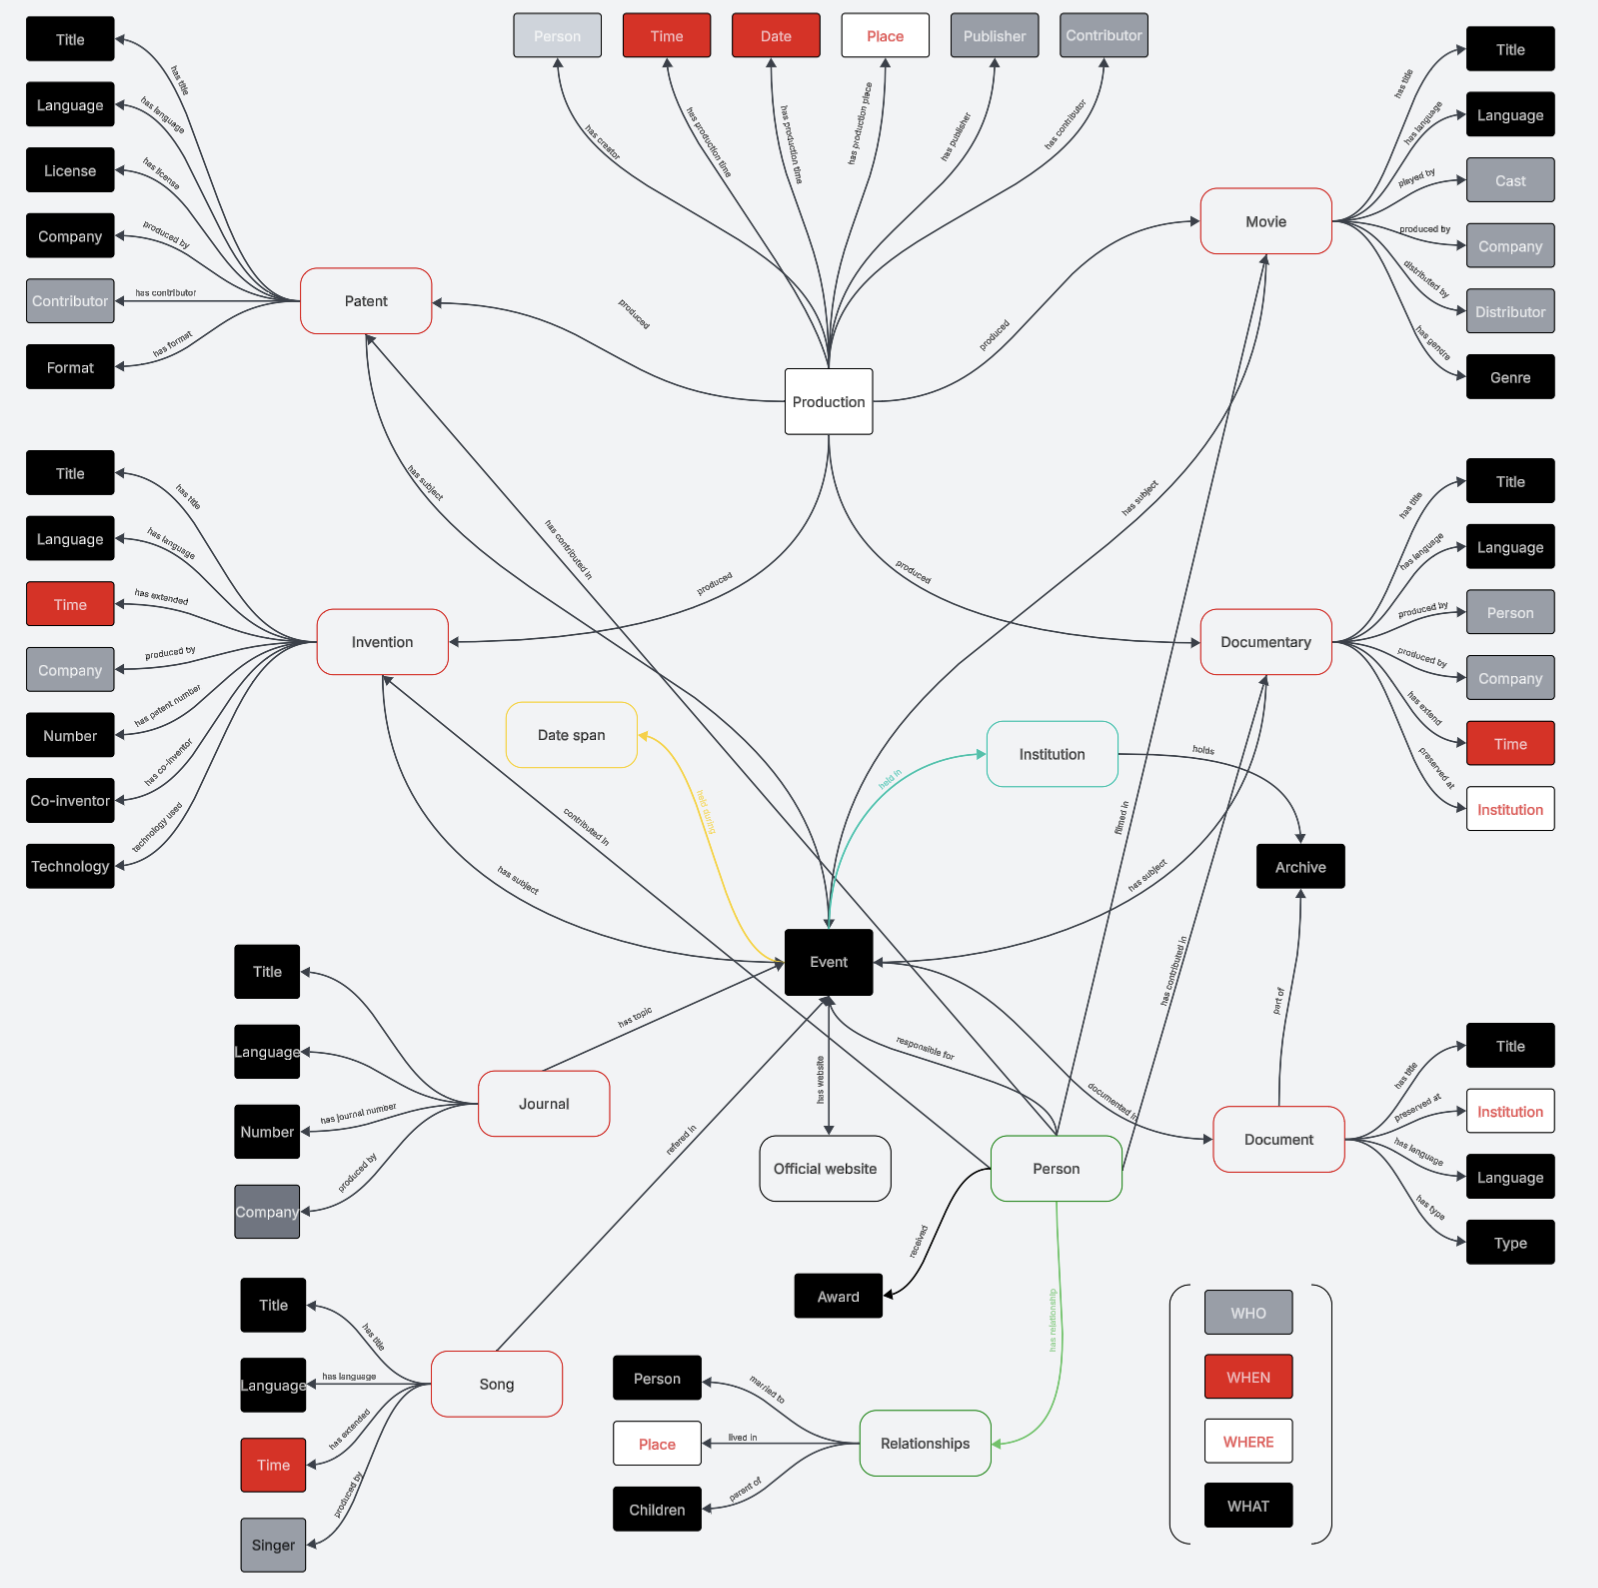 Title
Language
License
Company
Contributor
Format
has title
has language
has license
produced by
has contributor
has format
Patent
Person
Time
Date
Place
Publisher
Contributor
has creator
has production time
has production time
has production place
has publisher
has contributor
produced
produced
Production
Movie
has title
has language
played by
produced by
distributed by
has gendre
Title
Language
Cast
Company
Distributor
Genre
Title
Language
Time
Company
Number
Co-inventor
Technology
has title
has language
has extended
produced by
has patent number
has co-inventor
technology used
Invention
has subject
has contributed in
produced
produced
has subject
Documentary
has title
has language
produced by
produced by
has extend
preserved at
Title
Language
Person
Company
Time
Institution
Date span
held during
held in
Institution
holds
Archive
filmed in
contributed in
has subject
has subject
has contributed in
part of
Event
Title
Language
Number
Company
has journal number
produced by
Journal
has topic
refered in
has website
responsible for
documented in
Official website
Person
Document
has title
preserved at
has language
has type
Title
Institution
Language
Type
received
Award
has relationship
Title
Language
Time
Singer
has title
has language
has extended
produced by
Song
Person
Place
Children
married to
lived in
parent of
Relationships
WHO
WHEN
WHERE
WHAT